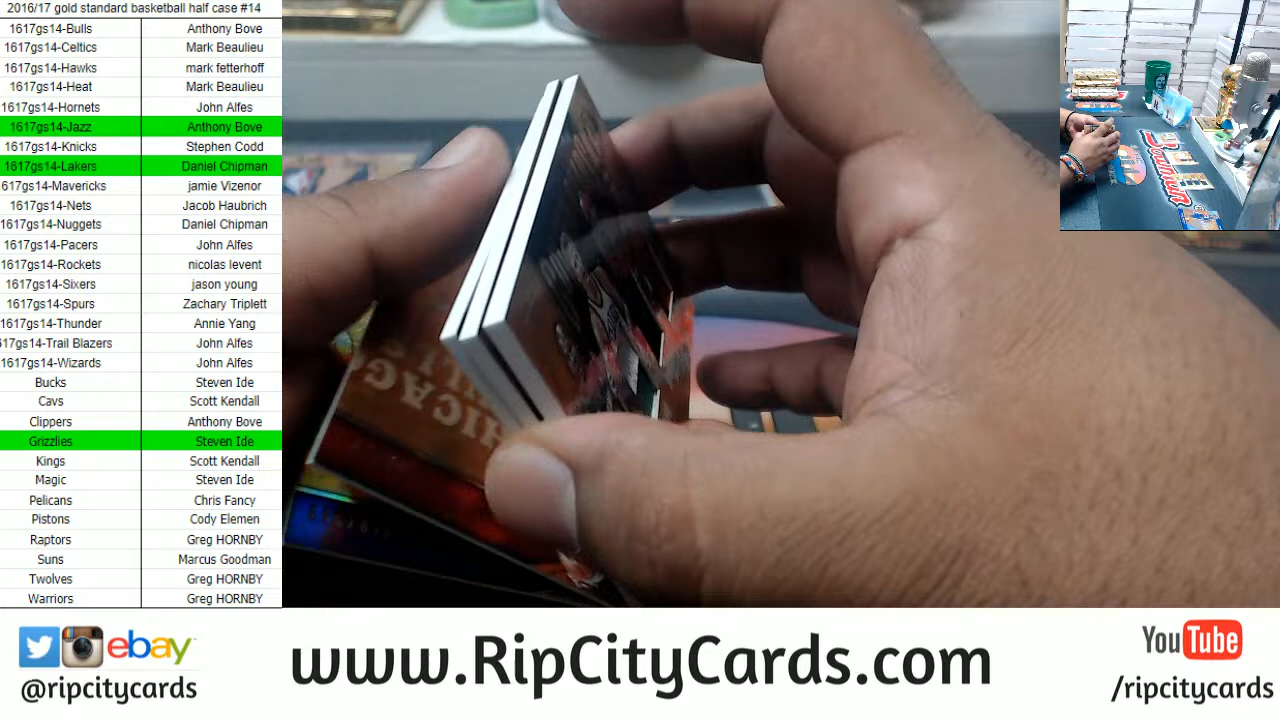 2016/17 gold standard basketball half case #14
1617gs14-Bulls Anthony Bove
1617gs14-Celtics Mark Beaulieu
1617gs14-Hawks mark fetterhoff
1617gs14-Heat Mark Beaulieu
1617gs14-Hornets John Alfes
1617gs14-Jazz Anthony Bove
1617gs14-Knicks Stephen Codd
1617gs14-Lakers Daniel Chipman
617gs14-Mavericks jamie Vizenor
1617gs14-Nets Jacob Haubrich
1617gs14-Nuggets Daniel Chipman
1617gs14-Pacers John Alfes
1617gs14-Rockets nicolas levent
1617gs14-Sixers jason young
1617gs14-Spurs Zachary Triplett
1617gs14-Thunder Annie Yang
617gs14-Trail Blazers John Alfes
1617gs14-Wizards John Alfes
Bucks Steven Ide
Cavs Scott Kendall
Clippers Anthony Bove
Grizzlies Steven Ide
Kings Scott Kendall
Magic Steven Ide
Pelicans Chris Fancy
Pistons Cody Elemen
Raptors Greg HORNBY
Suns Marcus Goodman
Twolves Greg HORNBY
Warriors Greg HORNBY
Bowman
ebay
@ripcitycards
www.RipCityCards.com
YouTube
/ripcitycards